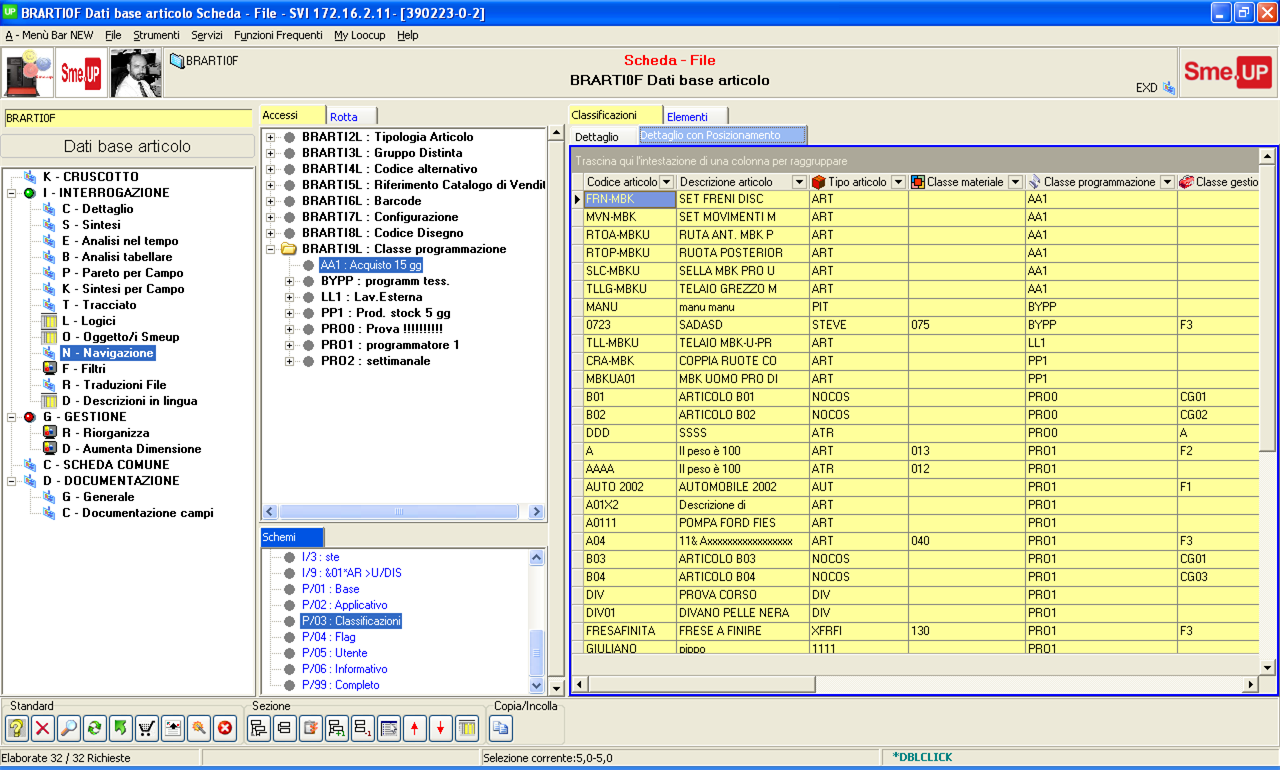 UP BRARTI0F Dati base articolo Scheda - File - SVI 172.16.2.11- [390223-0-2]
A - Menù Bar NEW File Strumenti Servizi Funzioni Frequenti My Loocup Help
Sme.UP
BRARTI0F
Scheda - File
BRARTI0F Dati base articolo
EXD
Sme.UP
BRARTI0F
Dati base articolo
K - CRUSCOTTO
I - INTERROGAZIONE
C - Dettaglio
S - Sintesi
E - Analisi nel tempo
B - Analisi tabellare
P - Pareto per Campo
K - Sintesi per Campo
T - Tracciato
L - Logici
O - Oggetto/i Smeup
N - Navigazione
F - Filtri
R - Traduzioni File
D - Descrizioni in lingua
G - GESTIONE
R - Riorganizza
D - Aumenta Dimensione
C - SCHEDA COMUNE
D - DOCUMENTAZIONE
G - Generale
C - Documentazione campi
Accessi Rotta
BRARTI2L : Tipologia Articolo
BRARTI3L : Gruppo Distinta
BRARTI4L : Codice alternativo
BRARTI5L : Riferimento Catalogo di Vendit
BRARTI6L : Barcode
BRARTI7L : Configurazione
BRARTI8L : Codice Disegno
BRARTI9L : Classe programmazione
AA1 : Acquisto 15 gg
BYPP : programm tess.
LL1 : Lav.Esterna
PP1 : Prod. stock 5 gg
PRO0 : Prova !!!!!!!!!!
PRO1 : programmatore 1
PRO2 : settimanale
Schemi
I/3 : ste
I/9 : &01*AR >U/DIS
P/01 : Base
P/02 : Applicativo
P/03 : Classificazioni
P/04 : Flag
P/05 : Utente
P/06 : Informativo
P/99 : Completo
Classificazioni Elementi
Dettaglio Dettaglio con Posizionamento
Trascina qui l'intestazione di una colonna per raggruppare
Codice articolo Descrizione articolo Tipo articolo Classe materiale Classe programmazione Classe gestio
FRN-MBK SET FRENI DISC ART AA1
MVN-MBK SET MOVIMENTI M ART AA1
RTOA-MBKU RUTA ANT. MBK P ART AA1
RTOP-MBKU RUOTA POSTERIOR ART AA1
SLC-MBKU SELLA MBK PRO U ART AA1
TLLG-MBKU TELAIO GREZZO M ART AA1
MANU manu manu PIT BYPP
0723 SADASD STEVE 075 BYPP F3
TLL-MBKU TELAIO MBK-U-PR ART LL1
CRA-MBK COPPIA RUOTE CO ART PP1
MBKUA01 MBK UOMO PRO DI ART PP1
B01 ARTICOLO B01 NOCOS PRO0 CG01
B02 ARTICOLO B02 NOCOS PRO0 CG02
DDD SSSS ATR PRO0 A
A Il peso è 100 ART 013 PRO1 F2
AAAA Il peso è 100 ATR 012 PRO1
AUTO 2002 AUTOMOBILE 2002 AUT PRO1 F1
A01X2 Descrizione di ART PRO1
A0111 POMPA FORD FIES ART PRO1
A04 11& Axxxxxxxxxxxxxxxxx ART 040 PRO1 F3
B03 ARTICOLO B03 NOCOS PRO1 CG01
B04 ARTICOLO B04 NOCOS PRO1 CG03
DIV PROVA CORSO DIV PRO1
DIV01 DIVANO PELLE NERA DIV PRO1
FRESAFINITA FRESE A FINIRE XFRFI 130 PRO1 F3
GIULIANO pippo 1111 PRO1
Standard Sezione Copia/Incolla
Elaborate 32 / 32 Richieste Selezione corrente:5,0-5,0 *DBLCLICK